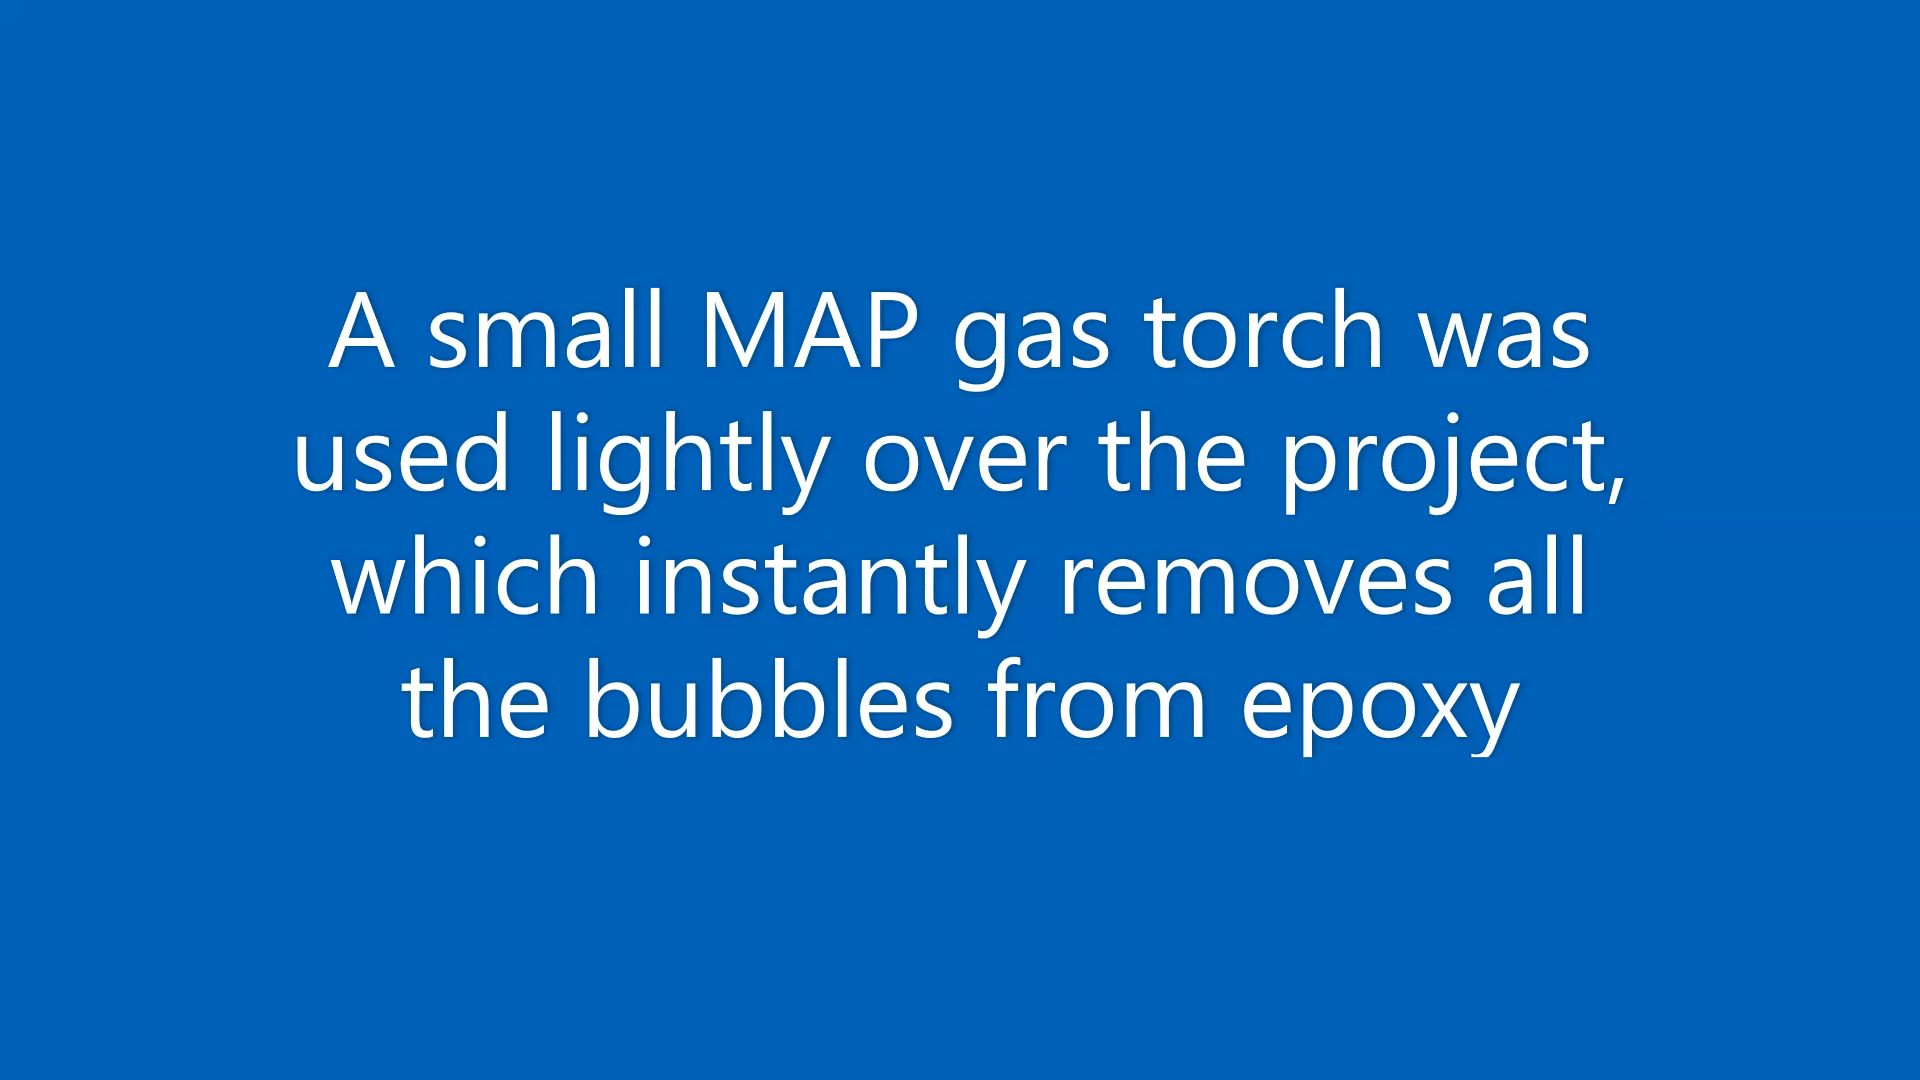 A small MAP gas torch was
used lightly over the project,
which instantly removes all
the bubbles from epoxy